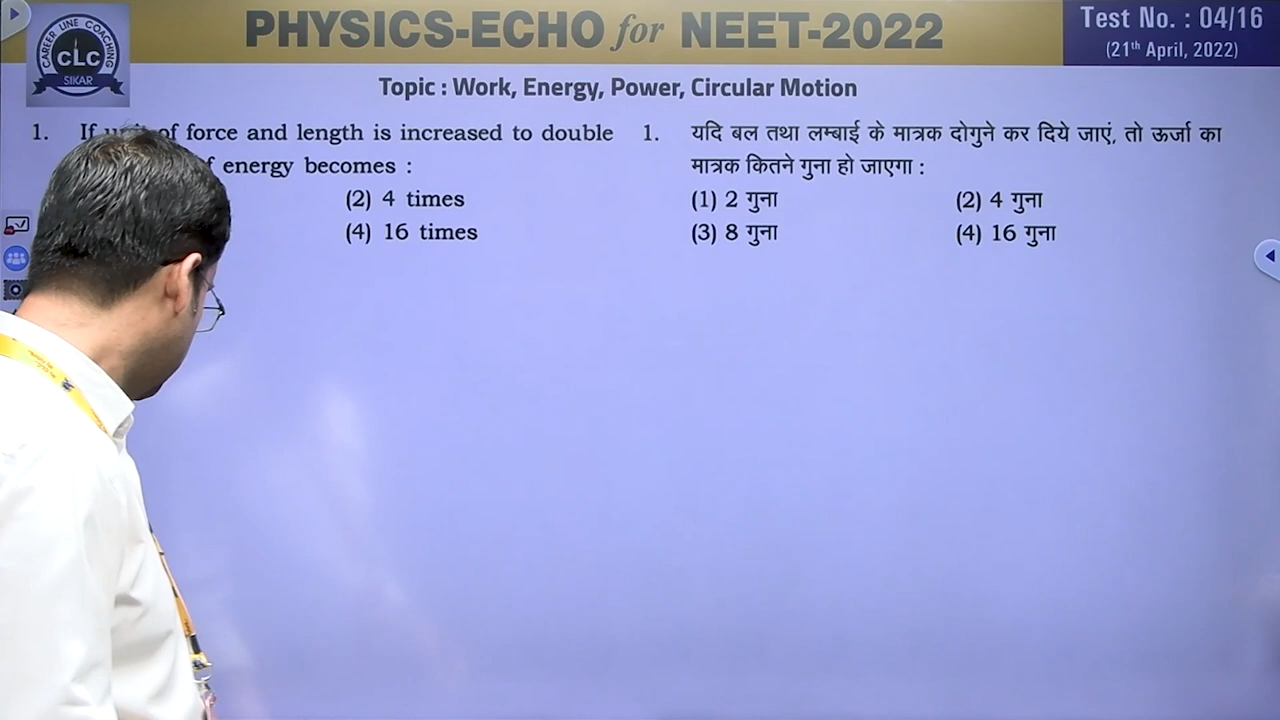 PHYSICS-ECHO for NEET-2022
Test No. : 04/16
(21th April, 2022)
CAREER LINE COACHING
CLC
SIKAR
Topic : Work, Energy, Power, Circular Motion
1. If of force and length is increased to double
energy becomes :
(2) 4 times
(4) 16 times
1. यदि बल तथा लम्बाई के मात्रक दोगुने कर दिये जाएं, तो ऊर्जा का
मात्रक कितने गुना हो जाएगा :
(1) 2 गुना (2) 4 गुना
(3) 8 गुना (4) 16 गुना